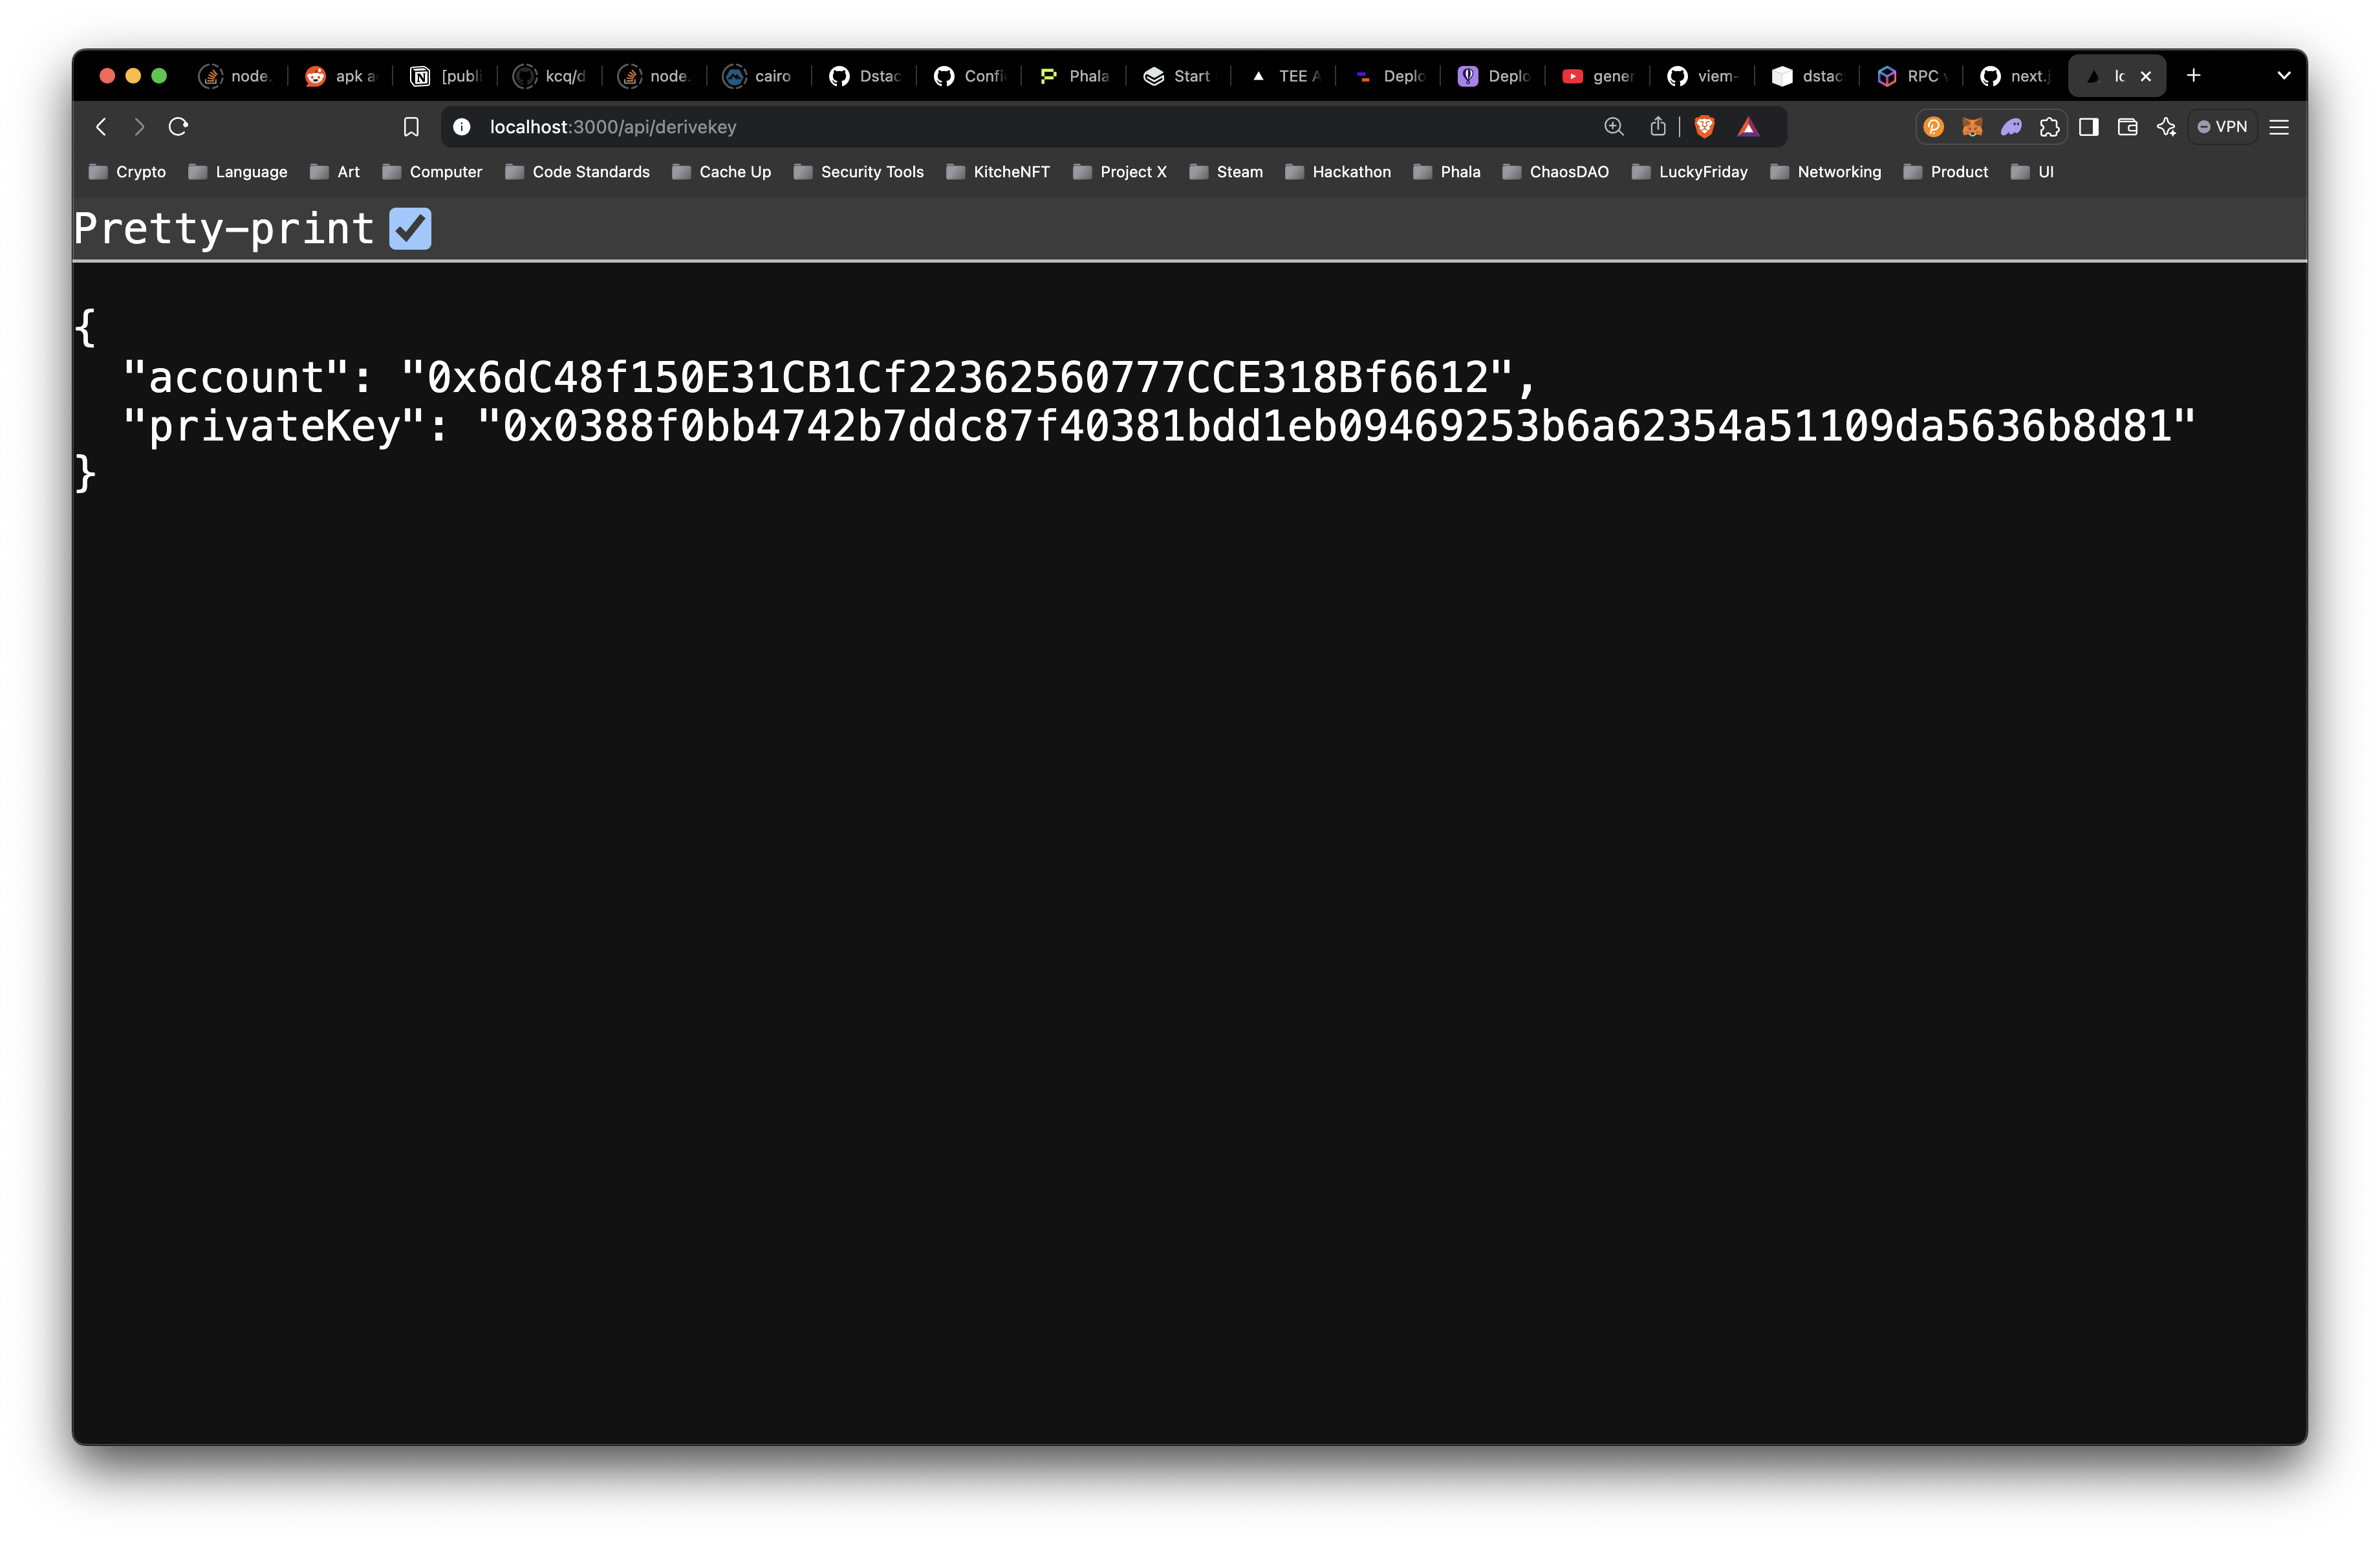 node. apk a [publi kcq/d node. cairo Dstac Confi Phala Start TEE A Deplo Deplo gener viem- dstac RPC next.j lc
localhost:3000/api/derivekey VPN
Crypto Language Art Computer Code Standards Cache Up Security Tools KitcheNFT Project X Steam Hackathon Phala ChaosDAO LuckyFriday Networking Product UI
Pretty-print
{
"account": "0x6dC48f150E31CB1Cf22362560777CCE318Bf6612",
"privateKey": "0x0388f0bb4742b7ddc87f40381bdd1eb09469253b6a62354a51109da5636b8d81"
}